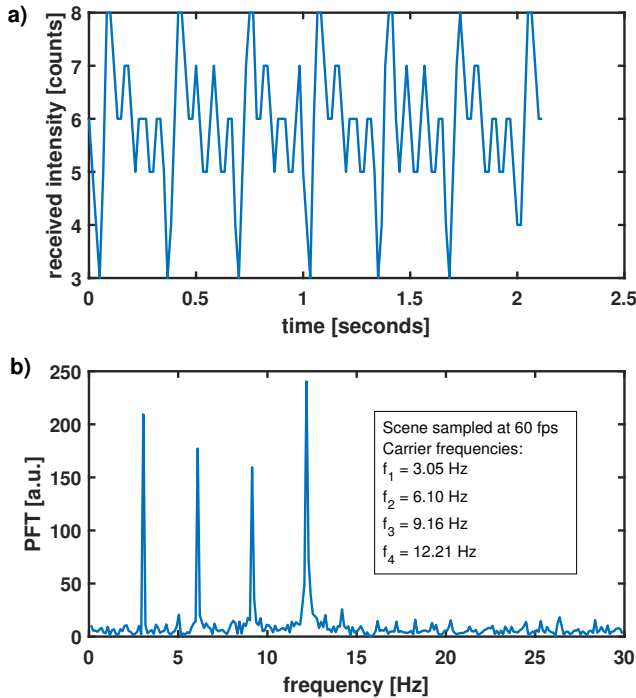 a)
8
7
6
5
4
3
received intensity [counts]
0 0.5 1 1.5 2 2.5
time [seconds]
b)
250
200
150
100
50
0
PFT [a.u.]
Scene sampled at 60 fps
Carrier frequencies:
f1 = 3.05 Hz
f2 = 6.10 Hz
f3 = 9.16 Hz
f4 = 12.21 Hz
0 5 10 15 20 25 30
frequency [Hz]